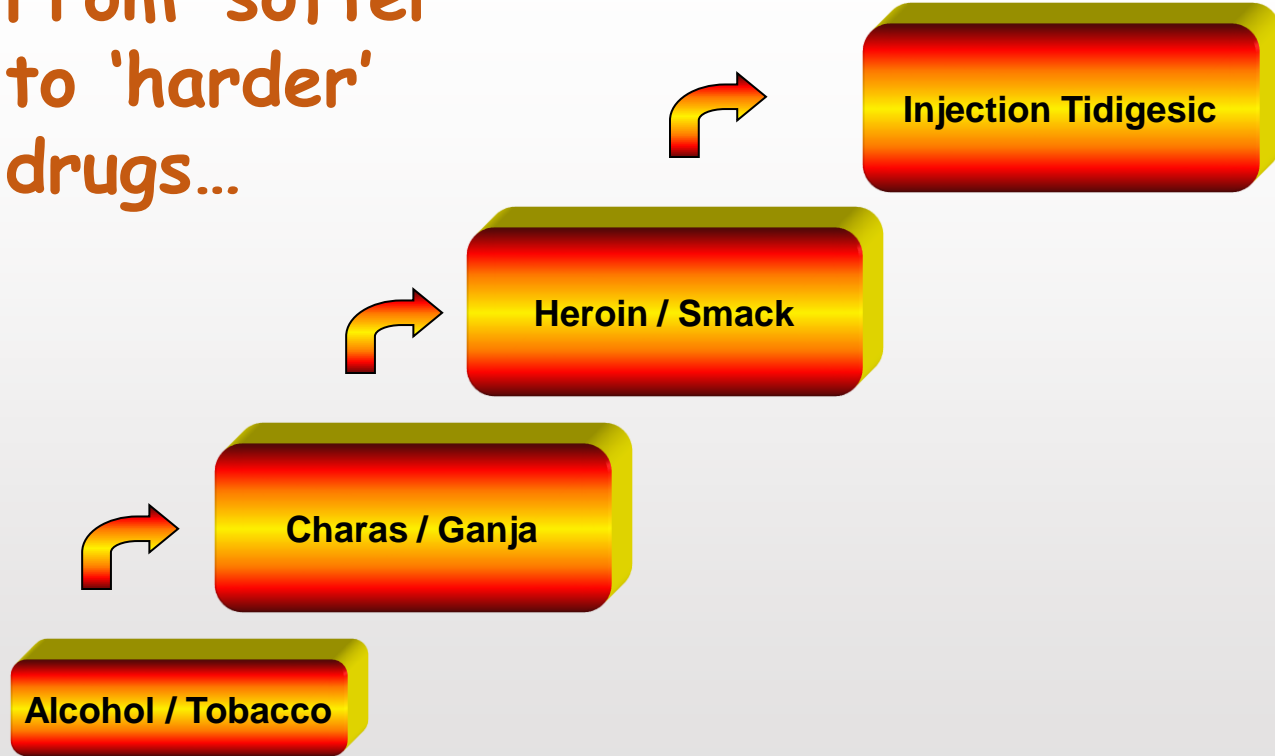 to ‘harder’
drugs…
Injection Tidigesic
Heroin / Smack
Charas / Ganja
Alcohol / Tobacco